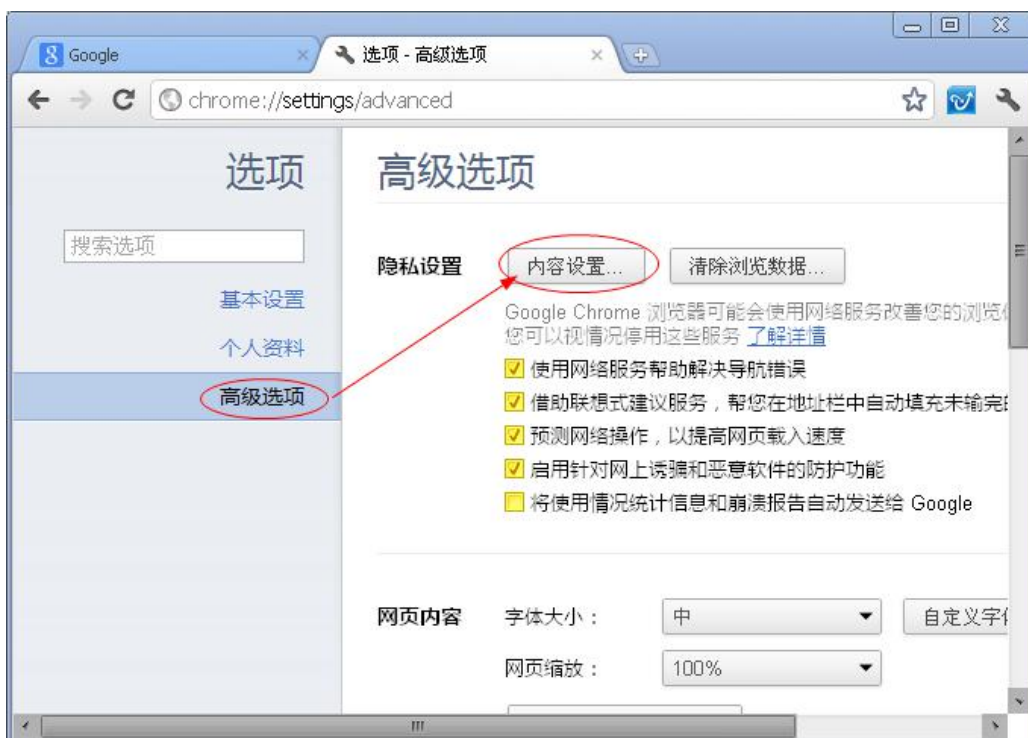 Google
选项 - 高级选项
chrome://settings/advanced
选项
搜索选项
基本设置
个人资料
高级选项
高级选项
隐私设置
内容设置...
清除浏览数据...
Google Chrome 浏览器可能会使用网络服务改善您的浏览
您可以视情况停用这些服务 了解详情
使用网络服务帮助解决导航错误
借助联想式建议服务，帮您在地址栏中自动填充未输完
预测网络操作，以提高网页载入速度
启用针对网上诱骗和恶意软件的防护功能
将使用情况统计信息和崩溃报告自动发送给 Google
网页内容
字体大小：
中
自定义字
网页缩放：
100%